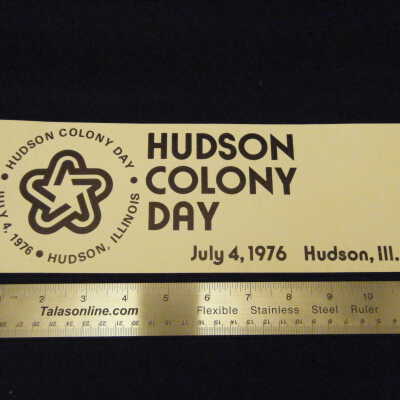 HUDSON COLONY DAY • HUDSON, ILLINOIS • JULY 4, 1976 •
HUDSON
COLONY
DAY
July 4, 1976 Hudson, Ill.
2 3 4 5 6 7 8 9 10
Talasonline.com Flexible Stainless Steel Ruler